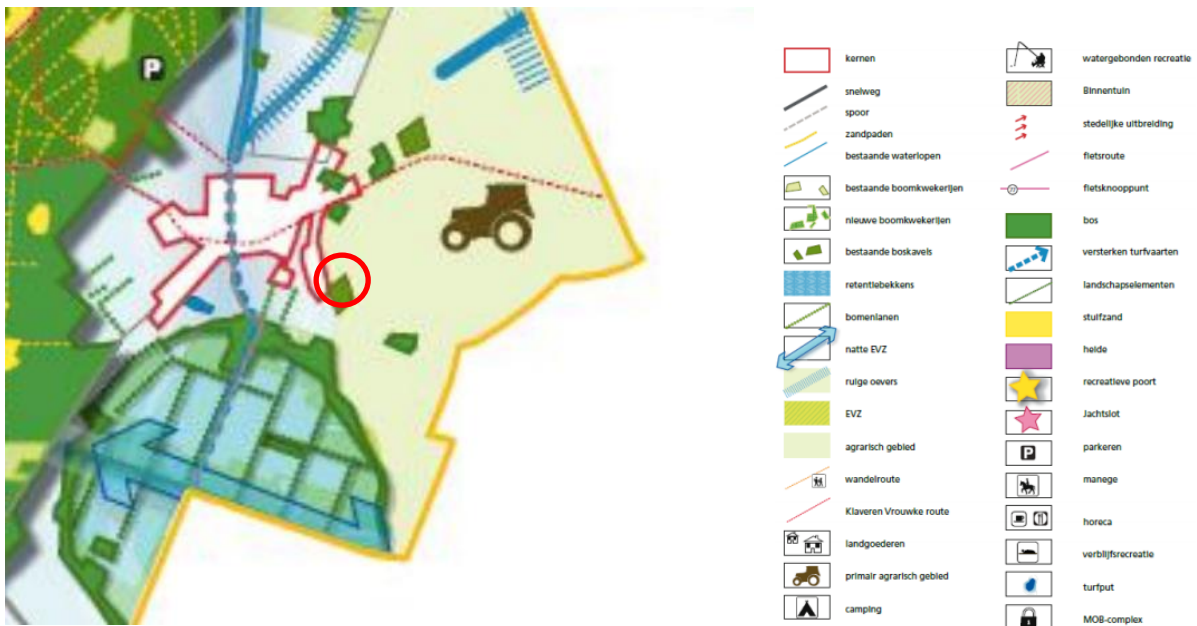 P
kernen
snelweg
spoor
zandpaden
bestaande waterlopen
bestaande boomkwekerijen
nieuwe boomkwekerijen
bestaande boskavels
retentiebekkens
bomenlanen
natte EVZ
ruige oevers
EVZ
agrarisch gebied
wandelroute
Klaveren Vrouwke route
landgoederen
primair agrarisch gebied
camping
watergebonden recreatie
Binnentuin
stedelijke uitbreiding
fietsroute
fietsknooppunt
bos
versterken turfvaarten
landschapselementen
stuifzand
heide
recreatieve poort
Jachtslot
P parkeren
manege
horeca
verblijfsrecreatie
turfput
MOB-complex